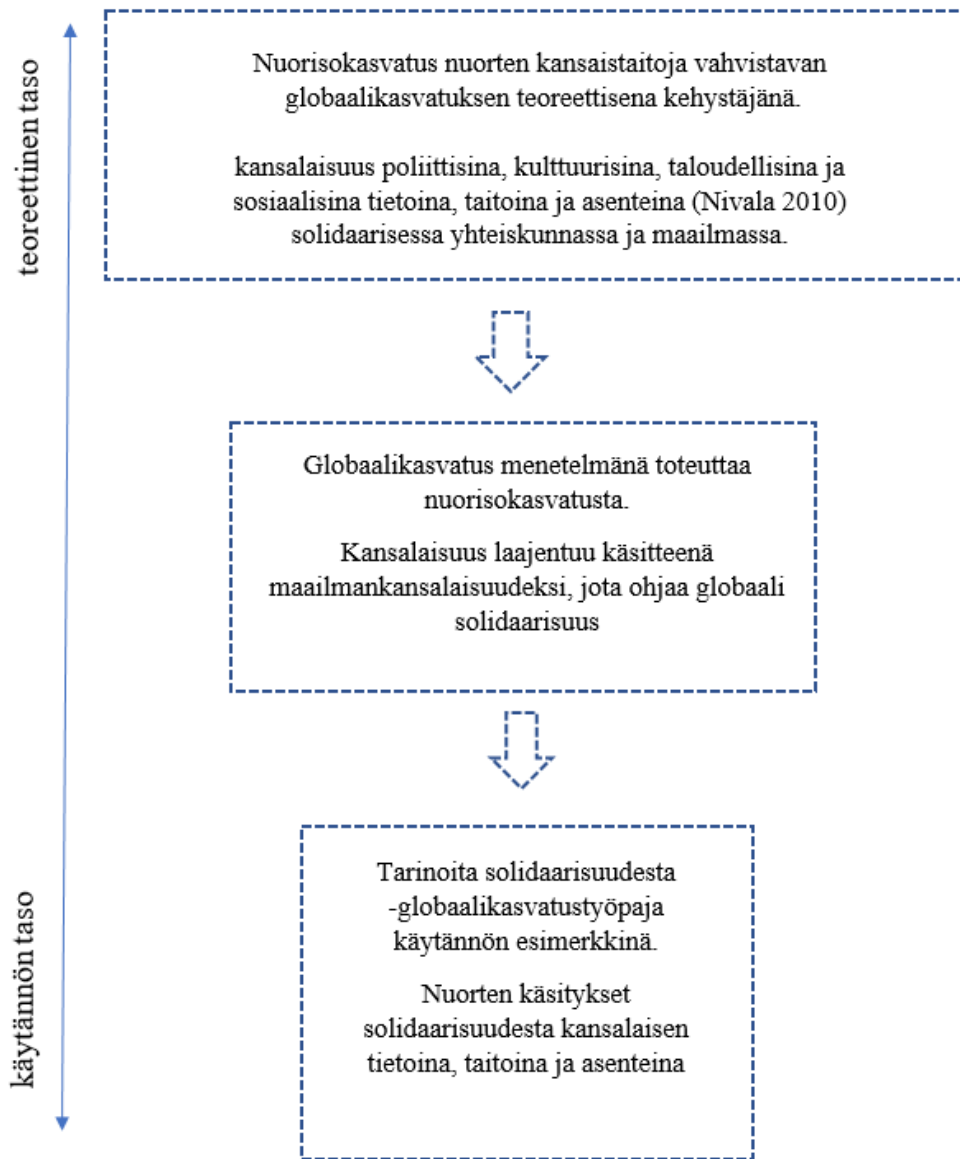 teoreettinen taso
Nuorisokasvatus nuorten kansaistaitoja vahvistavan
globaalikasvatuksen teoreettisena kehystäjänä.
kansalaisuus poliittisina, kulttuurisina, taloudellisina ja
sosiaalisina tietoina, taitoina ja asenteina (Nivala 2010)
solidaarisessa yhteiskunnassa ja maailmassa.
Globaalikasvatus menetelmänä toteuttaa
nuorisokasvatusta.
Kansalaisuus laajentuu käsitteenä
maailmankansalaisuudeksi, jota ohjaa globaali
solidaarisuus
käytännön taso
Tarinoita solidaarisuudesta
-globaalikasvatustyöpaja
käytännön esimerkkinä.
Nuorten käsitykset
solidaarisuudesta kansalaisen
tietoina, taitoina ja asenteina